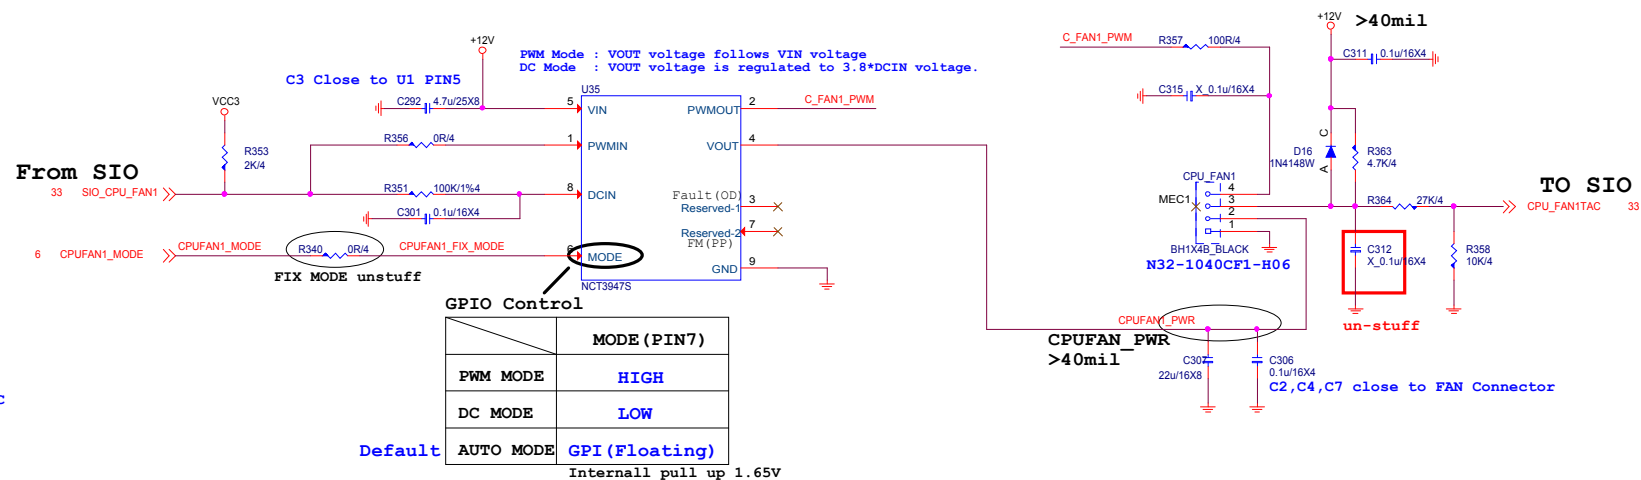 +12V
PWM Mode : VOUT voltage follows VIN voltage
DC Mode : VOUT voltage is regulated to 3.8*DCIN voltage.
C3 Close to U1 PIN5
U35
VCC3
C292 4.7u/25X8
5 VIN
PWMOUT 2 C_FAN1_PWM
R353
2K/4
R356 0R/4
1 PWMIN
VOUT 4
From SIO
33 SIO_CPU_FAN1
R351 100K/1%4
8 DCIN
Fault(OD)
Reserved-1 3
C301 0.1u/16X4
Reserved-2 7
FM(PP)
6 CPUFAN1_MODE
CPUFAN1_MODE
R340 0R/4
CPUFAN1_FIX_MODE
6 MODE
GND 9
FIX MODE unstuff
NCT3947S
GPIO Control
MODE(PIN7)
PWM MODE HIGH
DC MODE LOW
Default AUTO MODE GPI(Floating)
Internall pull up 1.65V
C
+12V >40mil
C_FAN1_PWM R357 100R/4
C311 0.1u/16X4
C315 X_0.1u/16X4
C
D16
1N4148W
A
R363
4.7K/4
CPU_FAN1
MEC1
4
3
2
1
BH1X4B_BLACK
N32-1040CF1-H06
R364 27K/4
TO SIO
CPU_FAN1TAC 33
C312
X_0.1u/16X4
R358
10K/4
un-stuff
CPUFAN1_PWR
CPUFAN_PWR
>40mil
C307
22u/16X8
C306
0.1u/16X4
C2,C4,C7 close to FAN Connector